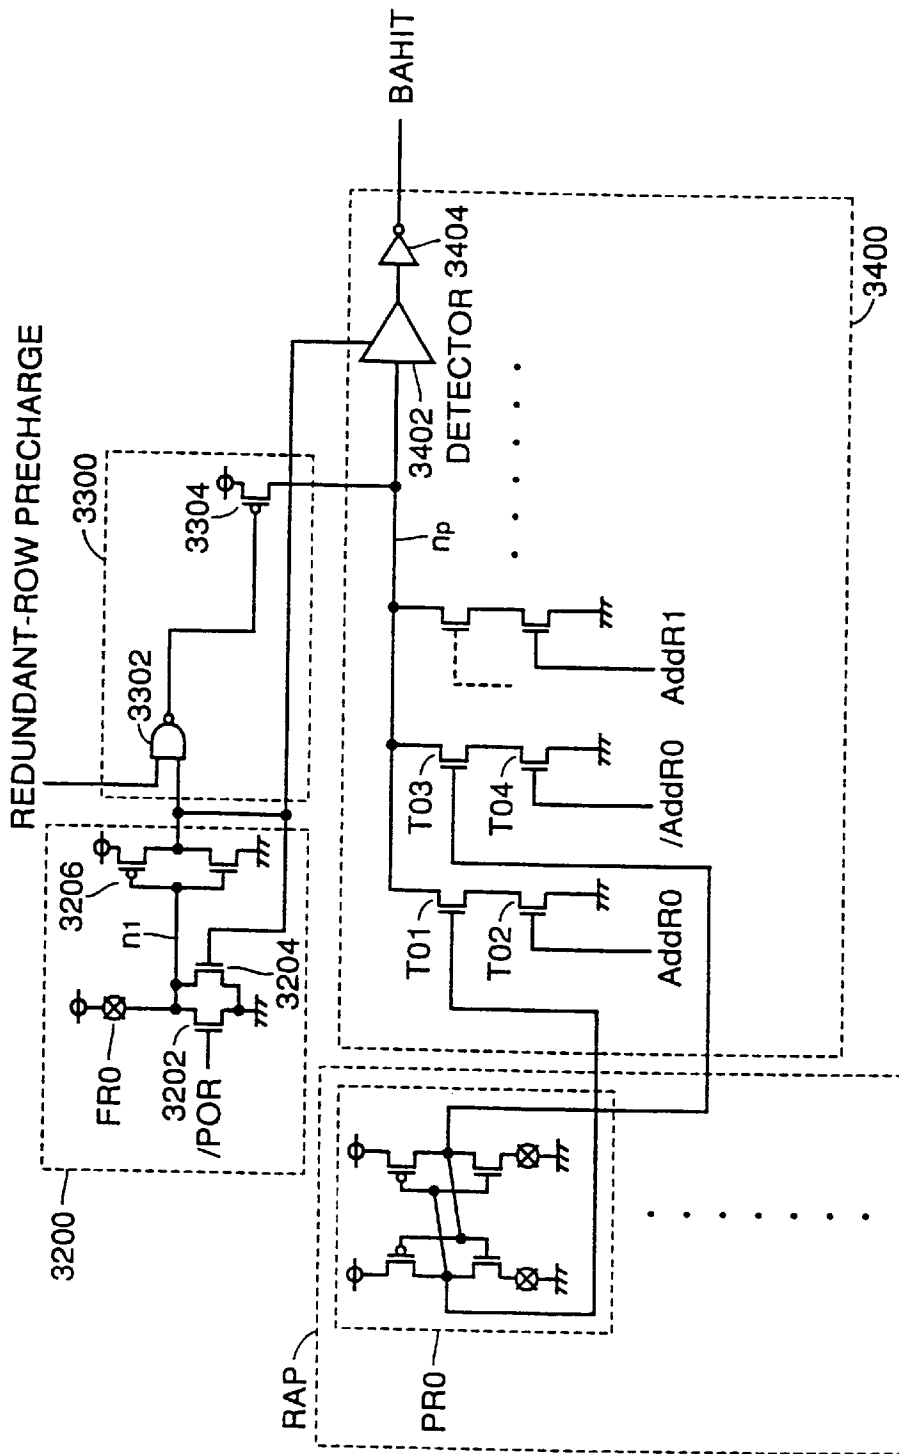 REDUNDANT-ROW PRECHARGE
3200
FR0
n1
3206
3202
/POR
3204
3300
3302
3304
BAHIT
RAP
PR0
np
3402
DETECTOR 3404
T01
T02
AddR0
T03
T04
/AddR0
AddR1
3400